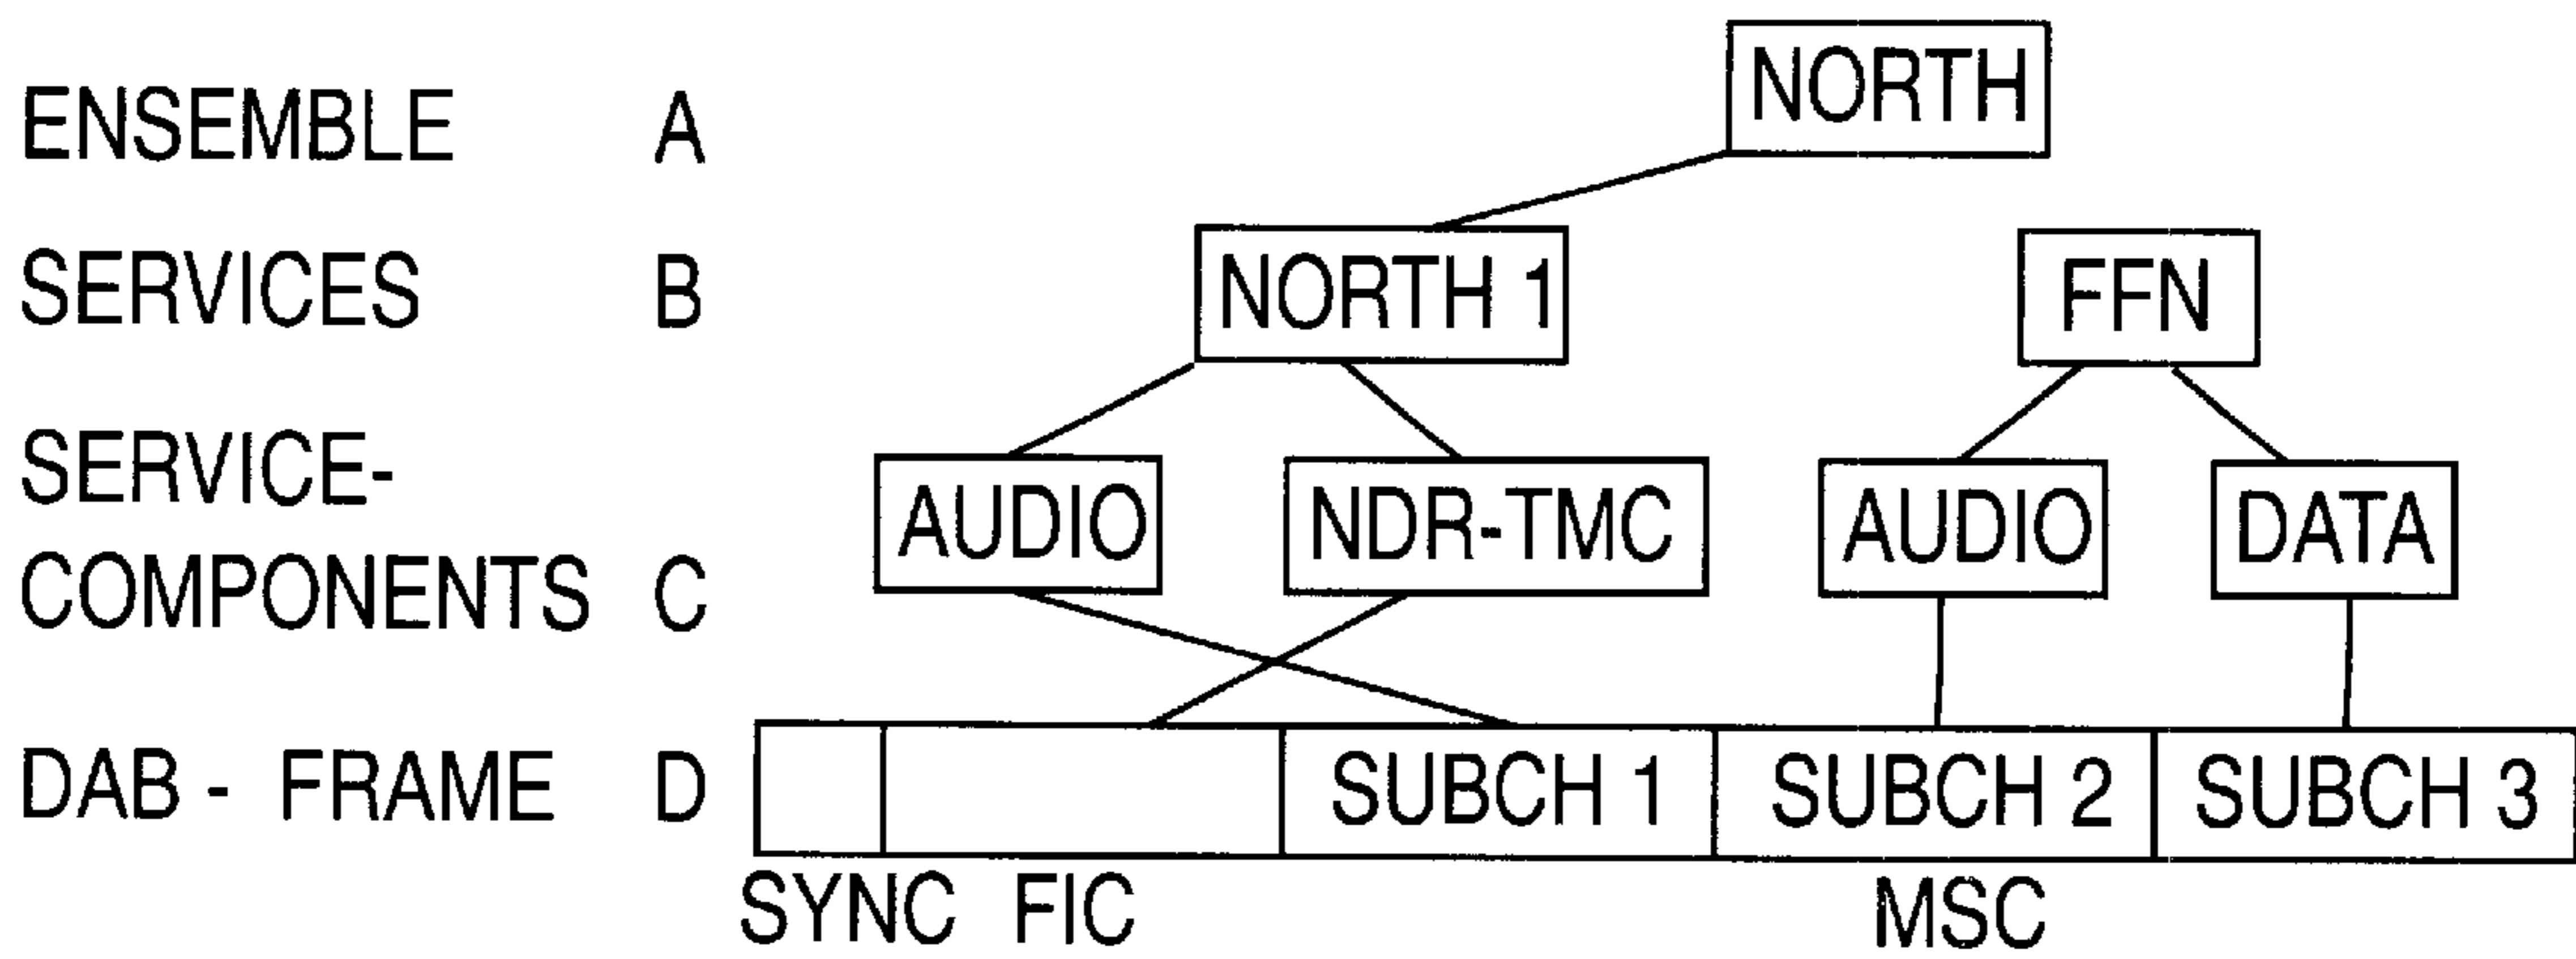 NORTH
ENSEMBLE A
SERVICES B
NORTH 1
FFN
SERVICE-
COMPONENTS C
AUDIO
NDR-TMC
AUDIO
DATA
DAB - FRAME D
SUBCH 1
SUBCH 2
SUBCH 3
SYNC
FIC
MSC